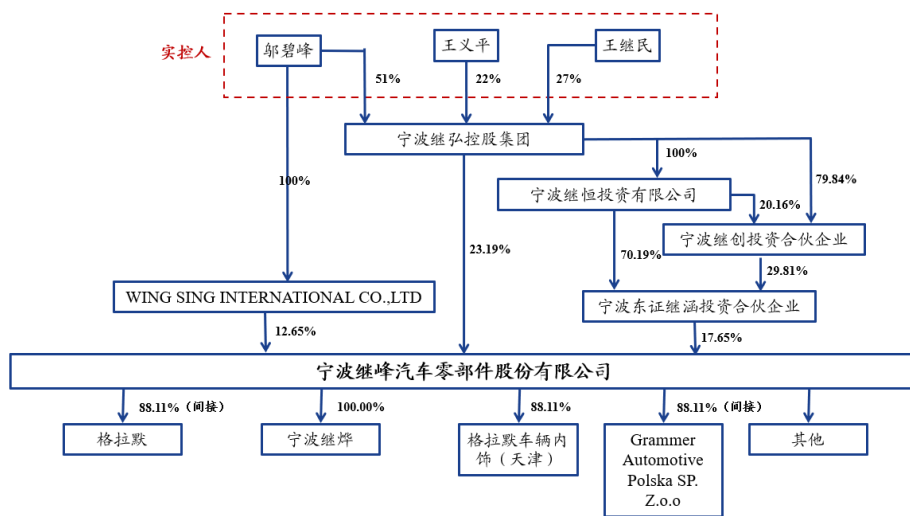 实控人
邬碧峰
王义平
王继民
51%
22%
27%
宁波继弘控股集团
100%
100%
79.84%
宁波继恒投资有限公司
20.16%
宁波继创投资合伙企业
23.19%
70.19%
29.81%
WING SING INTERNATIONAL CO.,LTD
宁波东证继涵投资合伙企业
12.65%
17.65%
宁波继峰汽车零部件股份有限公司
88.11%（间接）
100.00%
88.11%
88.11%（间接）
格拉默
宁波继烨
格拉默车辆内
饰（天津）
Grammer
Automotive
Polska SP.
Z.o.o
其他